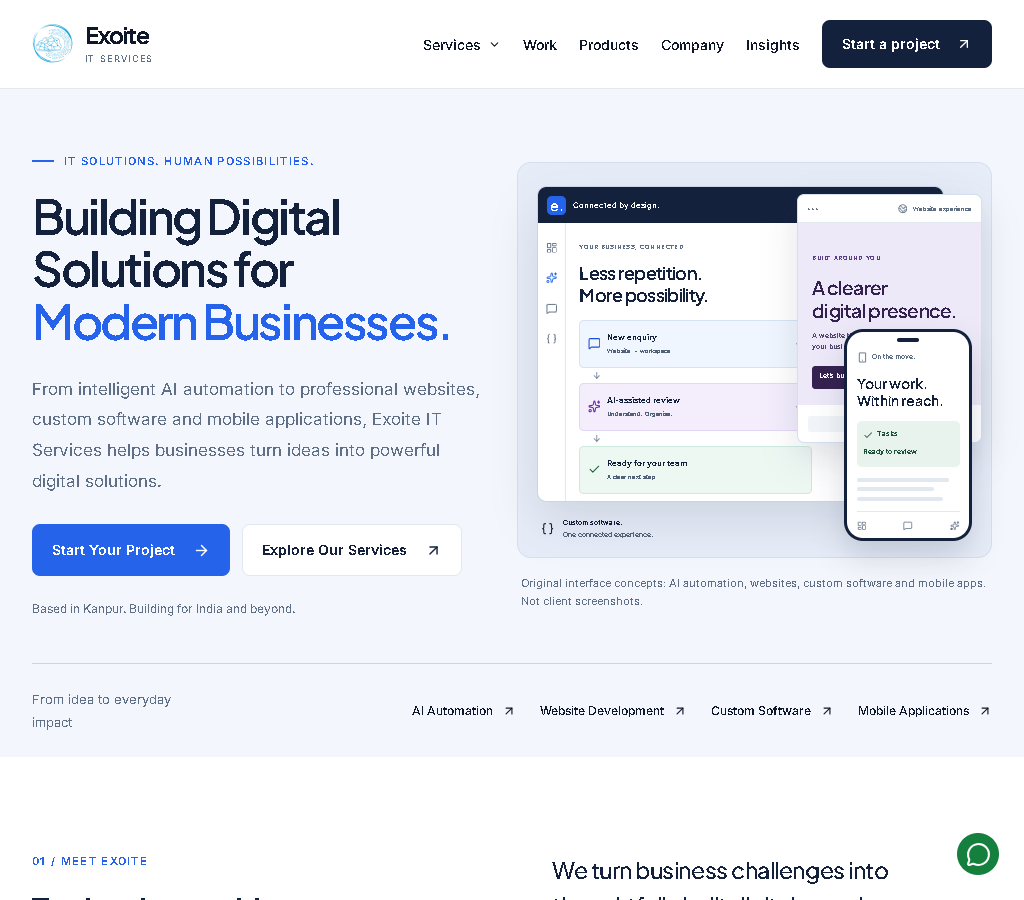 Exoite
IT SERVICES
Services
Work
Products
Company
Insights
Start a project
IT SOLUTIONS. HUMAN POSSIBILITIES.
Building Digital
Solutions for
Modern Businesses.
From intelligent AI automation to professional websites,
custom software and mobile applications, Exoite IT
Services helps businesses turn ideas into powerful
digital solutions.
Start Your Project
Explore Our Services
Based in Kanpur. Building for India and beyond.
e.
Connected by design.
YOUR BUSINESS, CONNECTED
Less repetition.
More possibility.
New enquiry
Website → workspace
AI-assisted review
Understand. Organise.
Ready for your team
A clear next step
{ } Custom software.
One connected experience.
Website experience
BUILT AROUND YOU
A clearer
digital presence.
A website
your busi
Let's bu
On the move.
Your work.
Within reach.
Tasks
Ready to review
Original interface concepts: AI automation, websites, custom software and mobile apps.
Not client screenshots.
From idea to everyday
impact
AI Automation
Website Development
Custom Software
Mobile Applications
01 / MEET EXOITE
We turn business challenges into